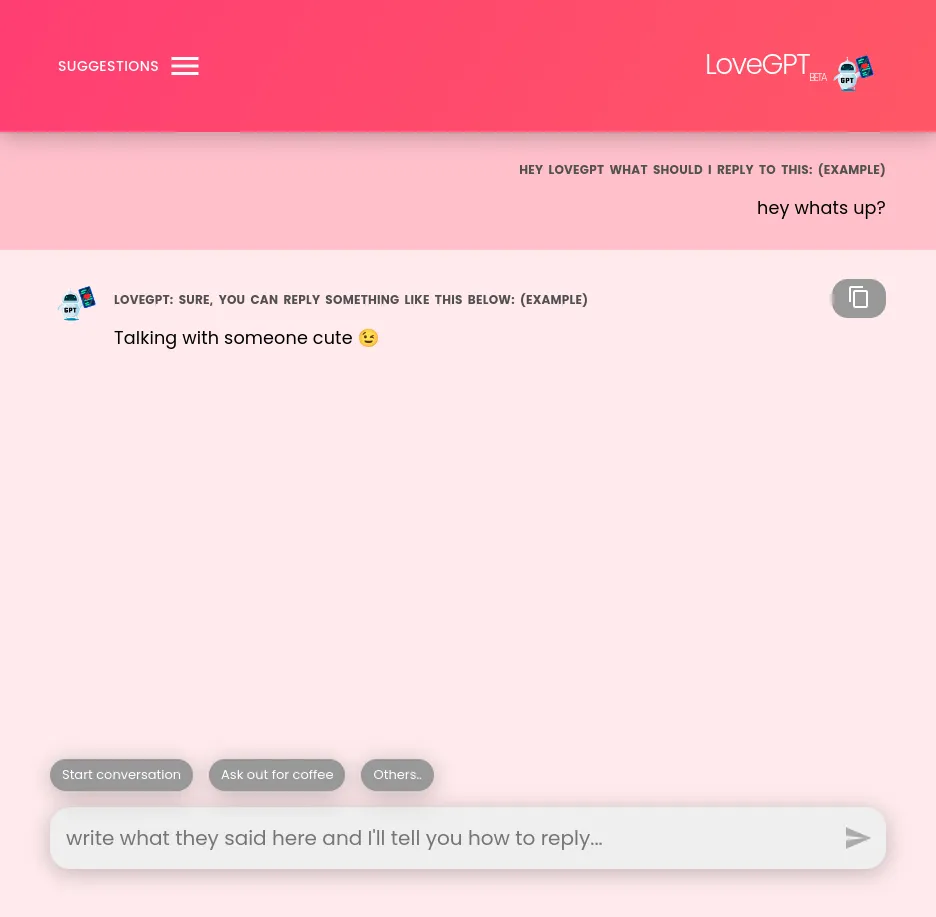 SUGGESTIONS
LoveGPT BETA
GPT
HEY LOVEGPT WHAT SHOULD I REPLY TO THIS: (EXAMPLE)
hey whats up?
GPT
LOVEGPT: SURE, YOU CAN REPLY SOMETHING LIKE THIS BELOW: (EXAMPLE)
Talking with someone cute 😉
Start conversation
Ask out for coffee
Others..
write what they said here and I'll tell you how to reply...